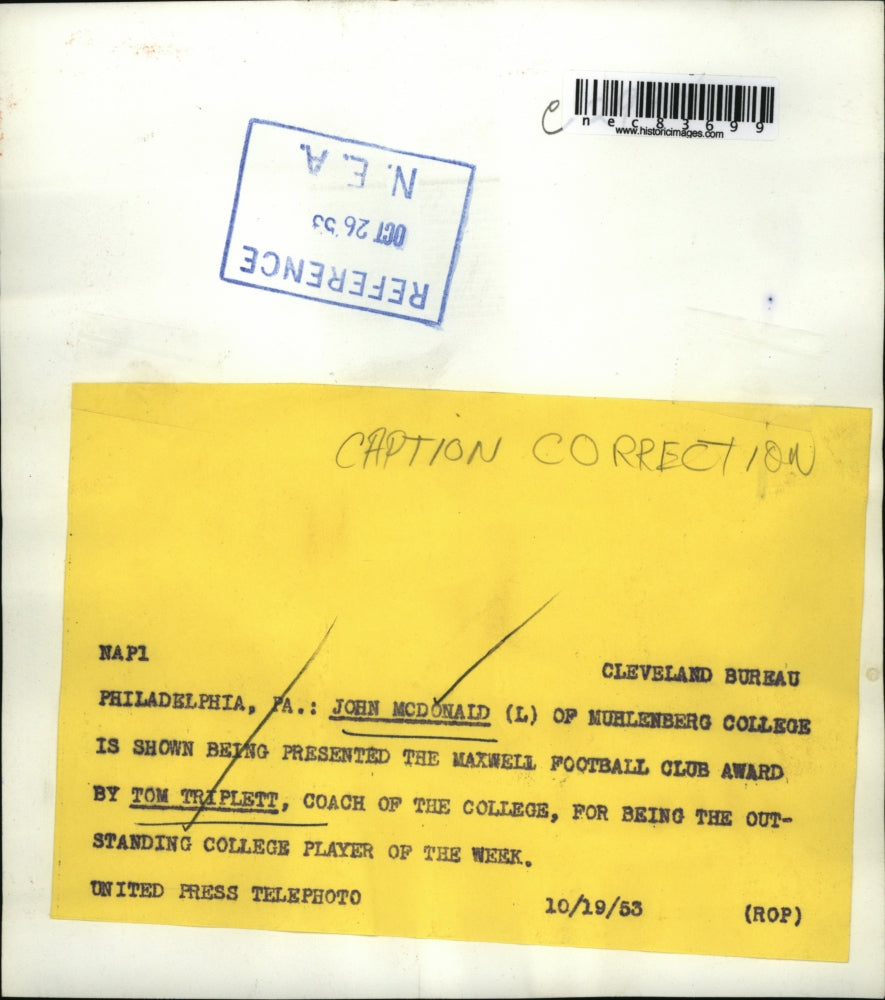 nec83699
www.historicimages.com
C
N.E.A.
OCT 26 '53
REFERENCE
CAPTION CORRECTION
NAP1
CLEVELAND BUREAU
PHILADELPHIA, PA.: JOHN MCDONALD (L) OF MUHLENBERG COLLEGE
IS SHOWN BEING PRESENTED THE MAXWELL FOOTBALL CLUB AWARD
BY TOM TRIPLETT, COACH OF THE COLLEGE, FOR BEING THE OUT-
STANDING COLLEGE PLAYER OF THE WEEK.
UNITED PRESS TELEPHOTO 10/19/53 (ROP)